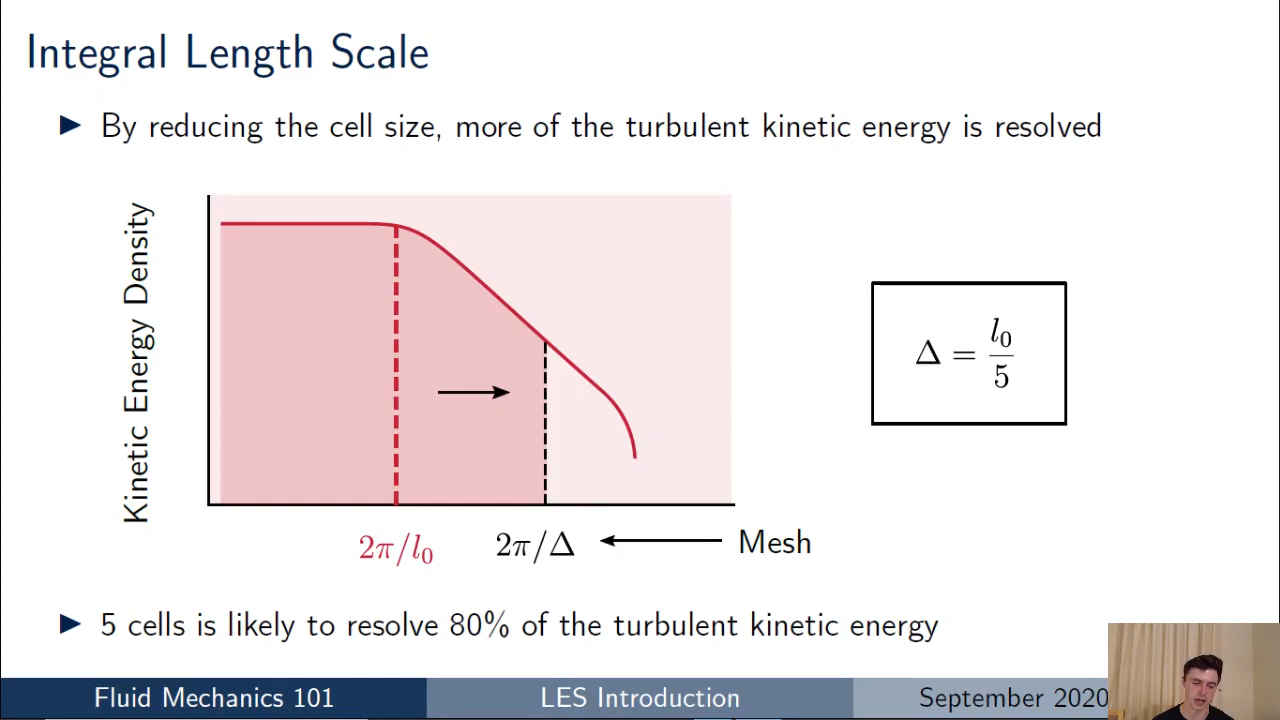 Integral Length Scale
▶ By reducing the cell size, more of the turbulent kinetic energy is resolved
Kinetic Energy Density
Δ = l₀/5
2π/l₀
2π/Δ
Mesh
▶ 5 cells is likely to resolve 80% of the turbulent kinetic energy
Fluid Mechanics 101
LES Introduction
September 2020